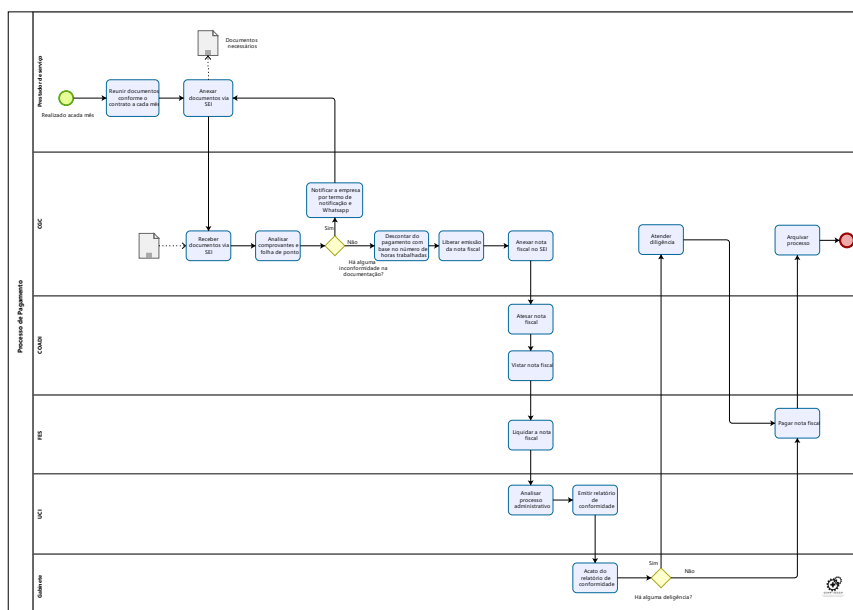 Processo de Pagamento
Prestador de serviço
Documentos
necessários
Realizado acada mês
Reunir documentos
conforme o
contrato a cada mês
Anexar
documentos via
SEI
CGC
Notificar a empresa
por termo de
notificação e
Whatsapp
Receber
documentos via
SEI
Analisar
comprovantes e
folha de ponto
Sim
Não
Há alguma
inconformidade na
documentação?
Descontar do
pagamento com
base no número de
horas trabalhadas
Liberar emissão
da nota fiscal
Anexar nota
fiscal no SEI
Atender
diligência
Arquivar
processo
COADI
Atesar nota
fiscal
Vistar nota fiscal
FES
Liquidar a nota
fiscal
Pagar nota fiscal
UCI
Analisar
processo
administrativo
Emitir relatório
de
conformidade
Gabinete
Acato do
relatório de
conformidade
Sim
Não
Há alguma deligência?